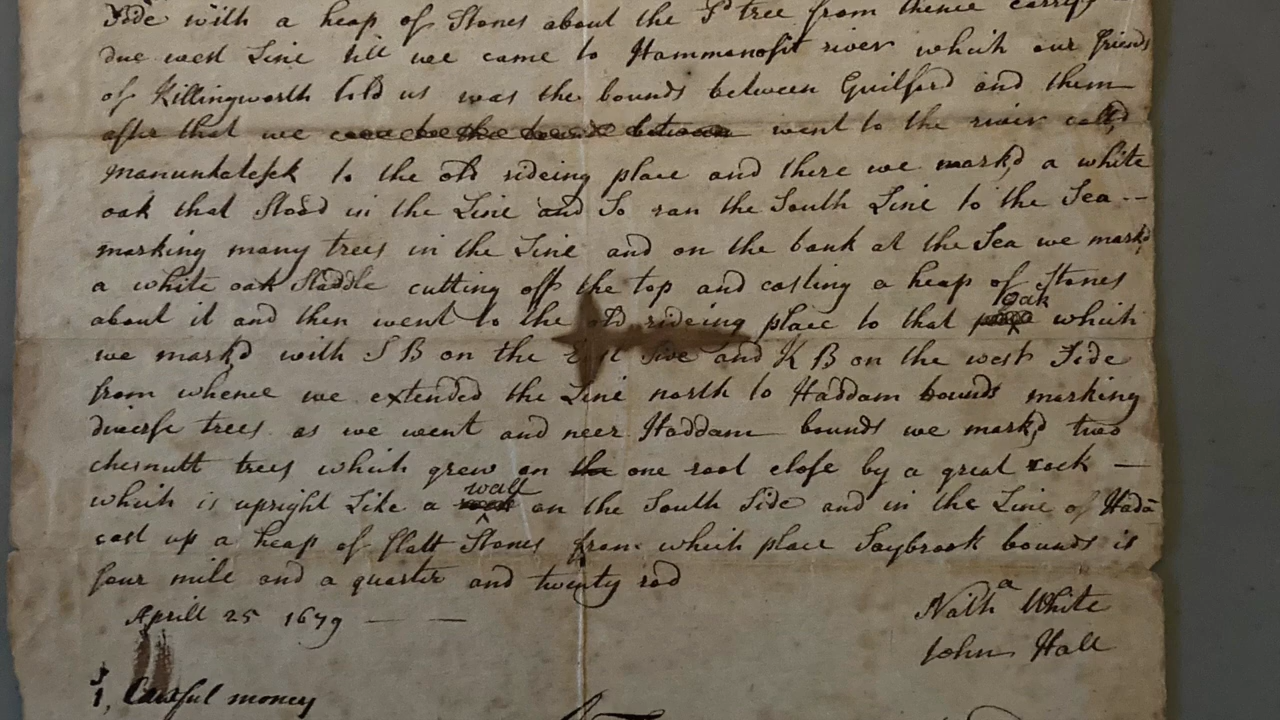 Side with a heap of Stones about the Sd tree from thence
due west Line till we came to Hammonosit river which our friends
of Killingworth told us was the bounds between Guilford and them
after that we went to the river calld
manunkatesek to the old rideing place and there we markd a white
oak that Stood in the Line and So ran the South Line to the Sea --
marking many trees in the Line and on the bank at the Sea we markd
a white oak Staddle cutting off the top and casting a heap of Stones
about it and then went to the old rideing place to that oak which
we markd with S B on the East Side and K B on the west Side
from whence we extended the Line north to Haddam bounds marking
diverse trees as we went and neer Haddam bounds we markd two
chesnutt trees which grew on the one root close by a great rock —
which is upright Like a wall on the South Side and in the Line of Hadã
cast up a heap of flatt Stones from which place Saybrook bounds is
four mile and a quarter and twenty rod
Aprill 25 1679 — —
Natha White
John Hall
Lawful money